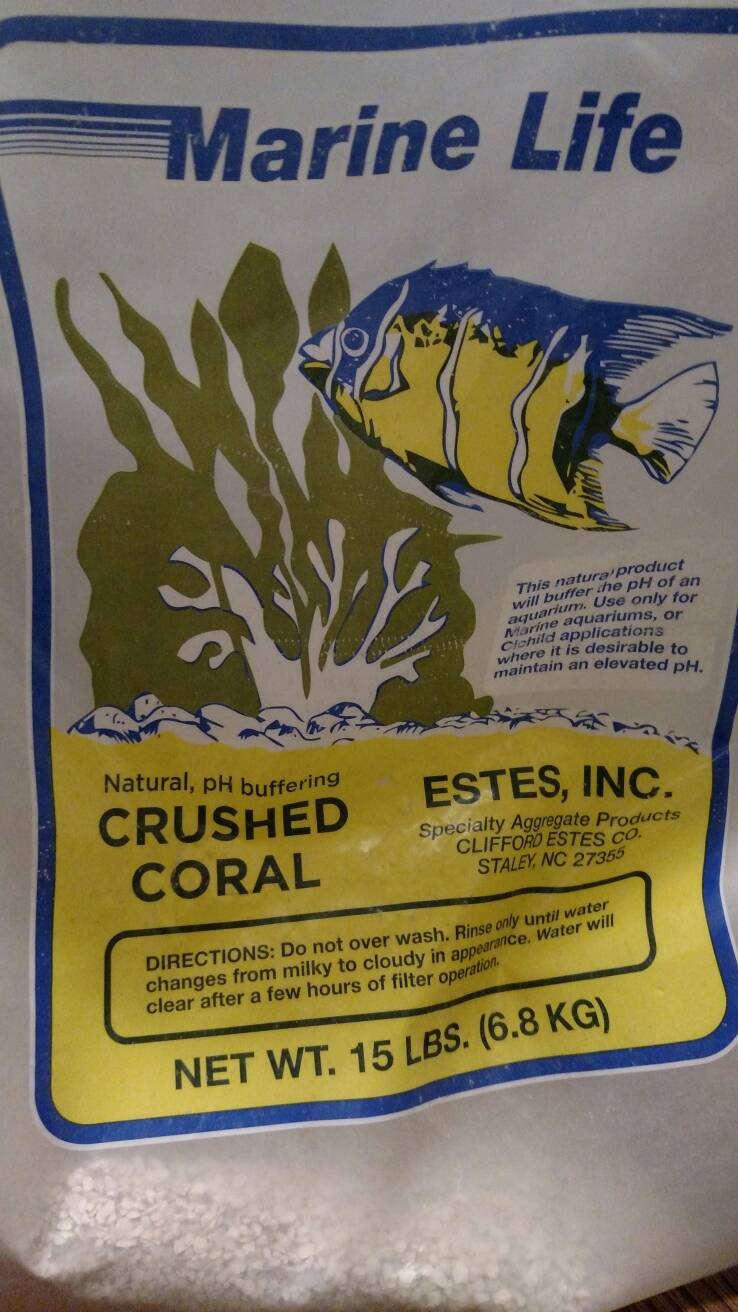 Marine Life
This natural product
will buffer the pH of an
aquarium. Use only for
Marine aquariums, or
Cichild applications
where it is desirable to
maintain an elevated pH.
Natural, pH buffering
CRUSHED
CORAL
ESTES, INC.
Specialty Aggregate Products
CLIFFORD ESTES CO.
STALEY, NC 27355
DIRECTIONS: Do not over wash. Rinse only until water
changes from milky to cloudy in appearance. Water will
clear after a few hours of filter operation.
NET WT. 15 LBS. (6.8 KG)